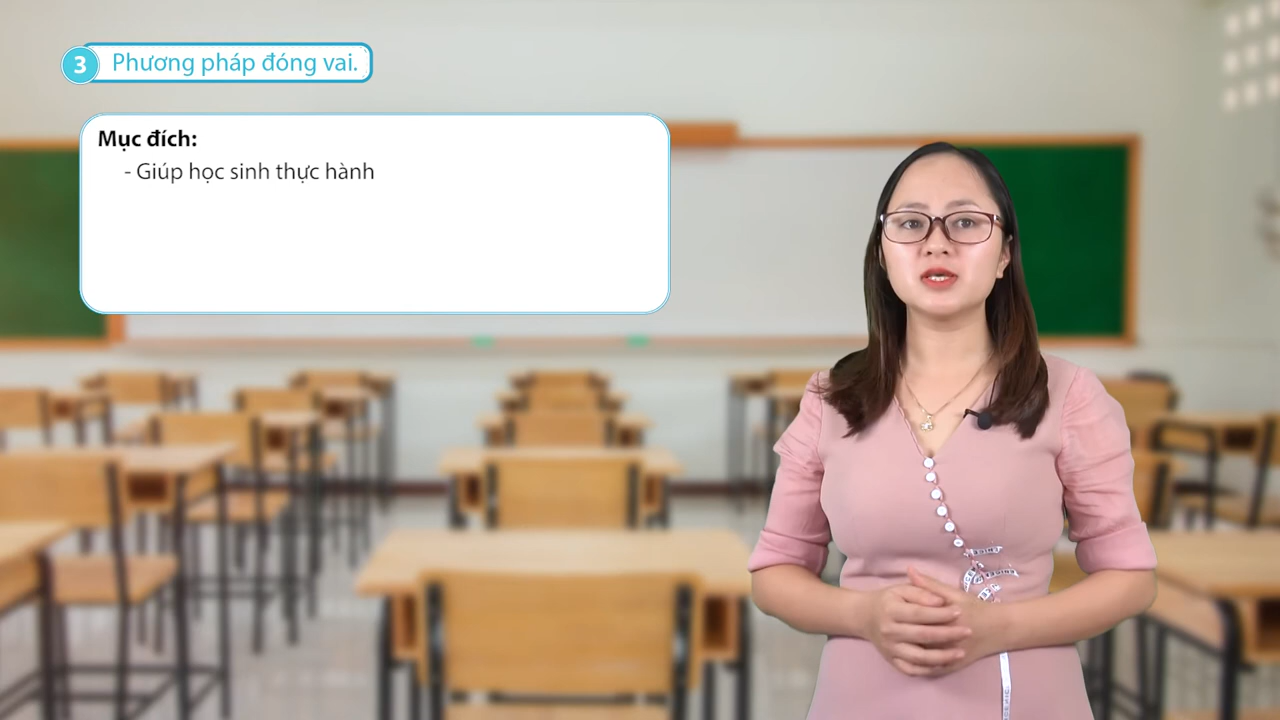 3 Phương pháp đóng vai.
Mục đích:
- Giúp học sinh thực hành